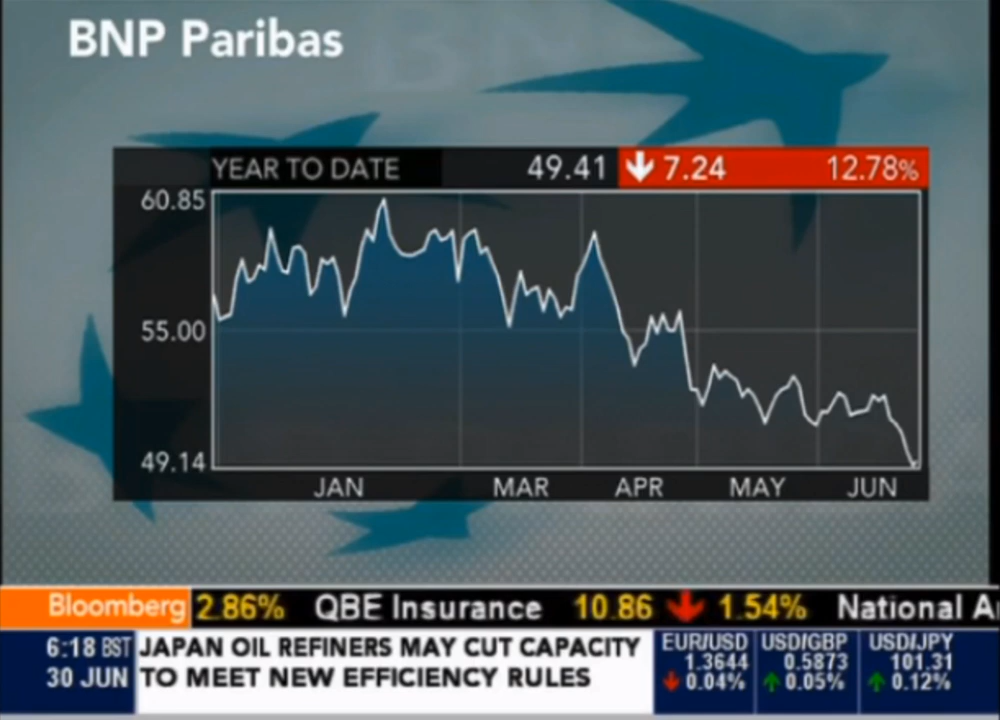 BNP Paribas
YEAR TO DATE 49.41 7.24 12.78%
60.85
55.00
49.14
JAN MAR APR MAY JUN
Bloomberg 2.86% QBE Insurance 10.86 1.54% National
6:18 BST
30 JUN
JAPAN OIL REFINERS MAY CUT CAPACITY
TO MEET NEW EFFICIENCY RULES
EUR/USD
1.3644
0.04%
USD/GBP
0.5873
0.05%
USD/JPY
101.31
0.12%